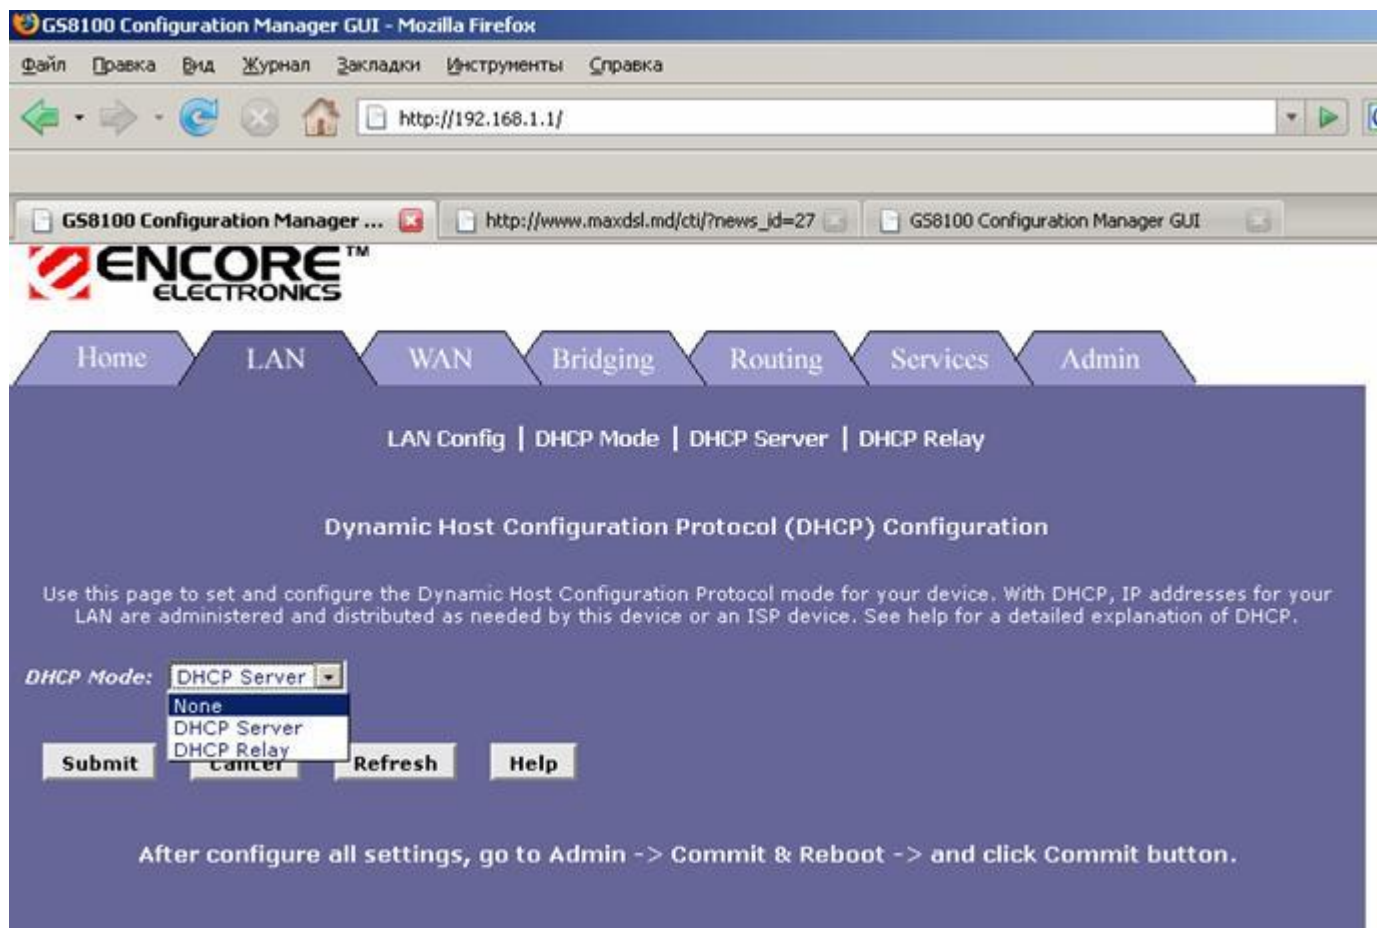 GS8100 Configuration Manager GUI - Mozilla Firefox
Файл Правка Вид Журнал Закладки Инструменты Справка
http://192.168.1.1/
GS8100 Configuration Manager ... http://www.maxdsl.md/cti/?news_id=27 GS8100 Configuration Manager GUI
ENCORE™
ELECTRONICS
Home LAN WAN Bridging Routing Services Admin
LAN Config | DHCP Mode | DHCP Server | DHCP Relay
Dynamic Host Configuration Protocol (DHCP) Configuration
Use this page to set and configure the Dynamic Host Configuration Protocol mode for your device. With DHCP, IP addresses for your
LAN are administered and distributed as needed by this device or an ISP device. See help for a detailed explanation of DHCP.
DHCP Mode: DHCP Server
None
DHCP Server
DHCP Relay
Submit Cancel Refresh Help
After configure all settings, go to Admin -> Commit & Reboot -> and click Commit button.